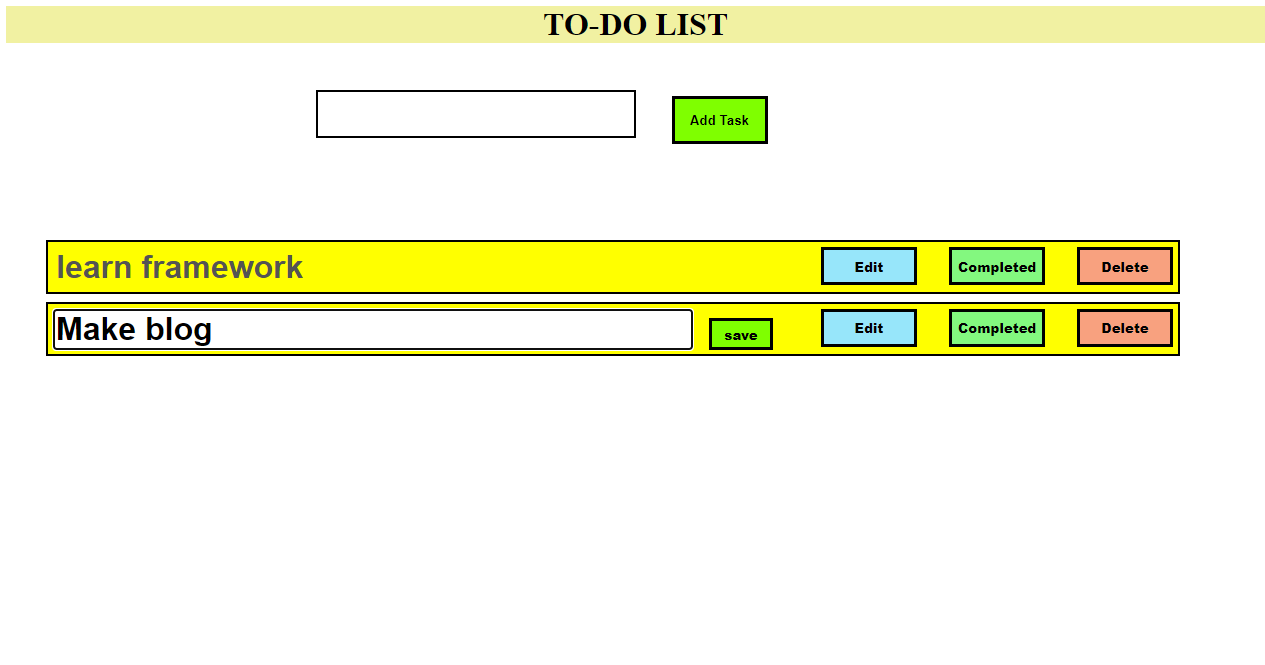 TO-DO LIST
Add Task
learn framework Edit Completed Delete
Make blog save Edit Completed Delete